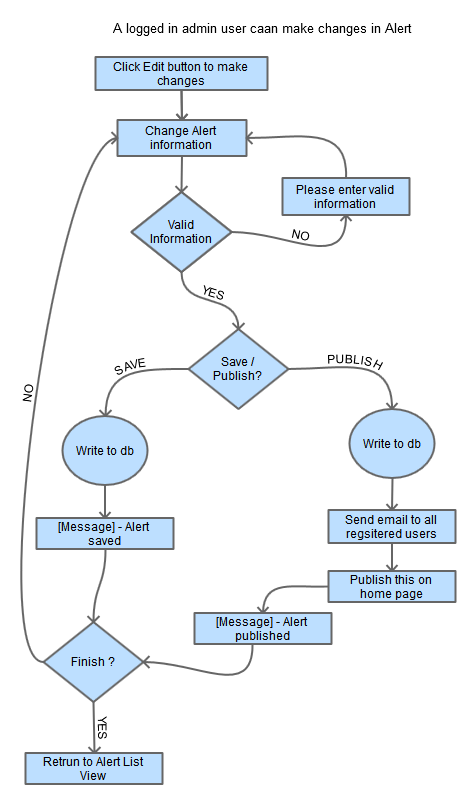 A logged in admin user caan make changes in Alert
Click Edit button to make
changes
Change Alert
information
Please enter valid
information
Valid
Information
NO
YES
Save /
Publish?
SAVE
PUBLISH
NO
Write to db
Write to db
[Message] - Alert
saved
Send email to all
regsitered users
Publish this on
home page
[Message] - Alert
published
Finish ?
YES
Retrun to Alert List
View